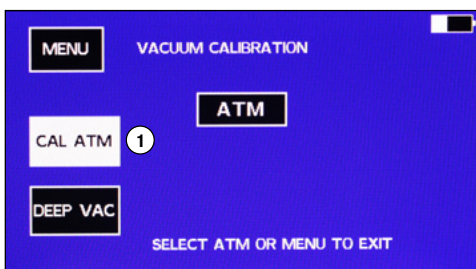 MENU VACUUM CALIBRATION
ATM
CAL ATM 1
DEEP VAC
SELECT ATM OR MENU TO EXIT